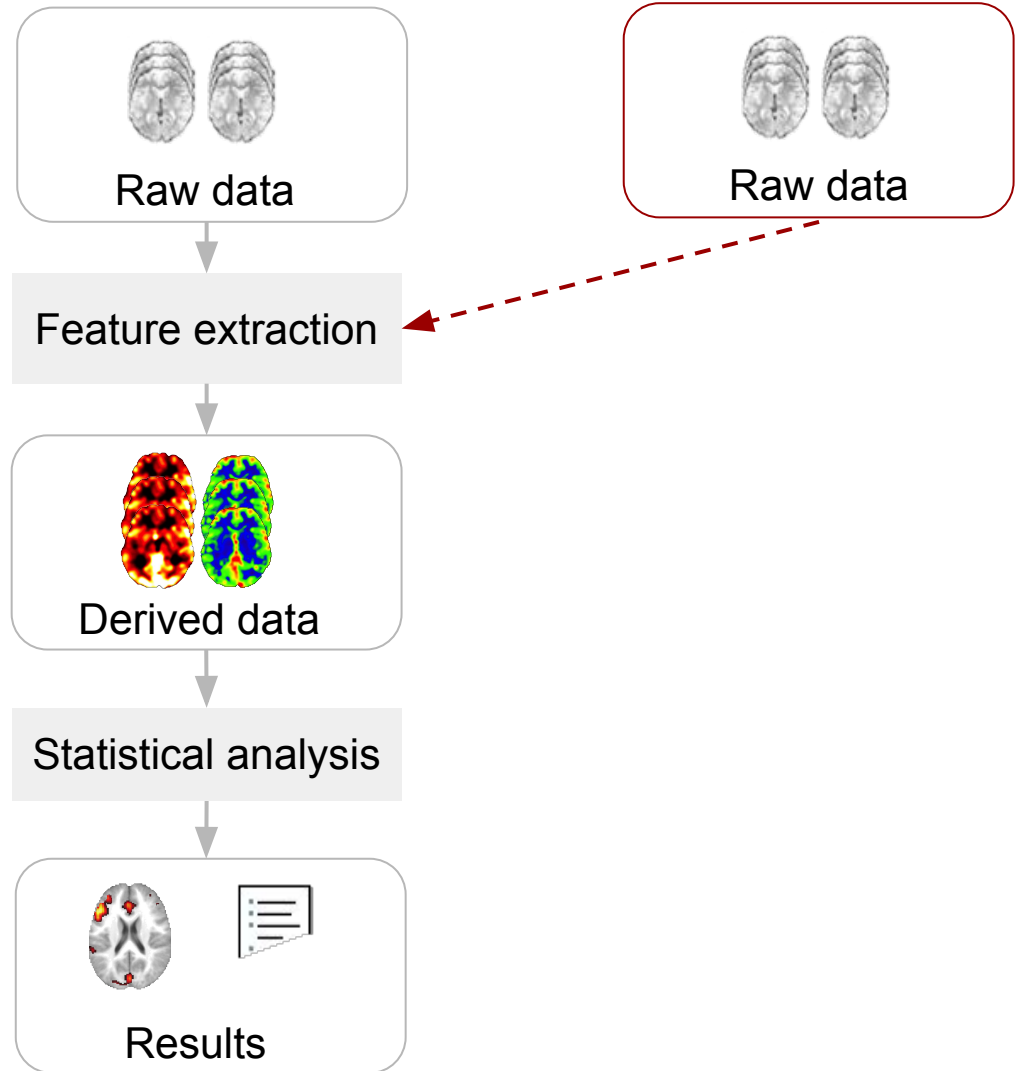 Raw data
Raw data
Feature extraction
Derived data
Statistical analysis
Results